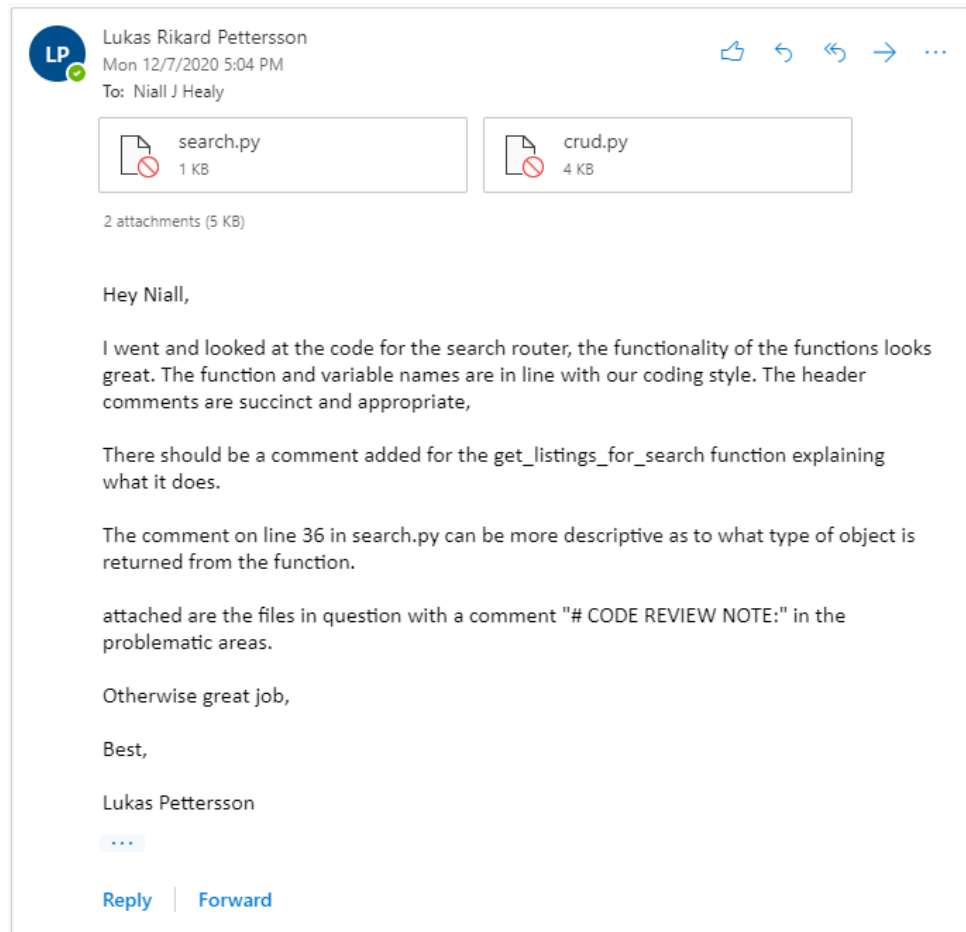 LP
Lukas Rikard Pettersson
Mon 12/7/2020 5:04 PM
To: Niall J Healy
search.py
1 KB
crud.py
4 KB
2 attachments (5 KB)
Hey Niall,
I went and looked at the code for the search router, the functionality of the functions looks
great. The function and variable names are in line with our coding style. The header
comments are succinct and appropriate,
There should be a comment added for the get_listings_for_search function explaining
what it does.
The comment on line 36 in search.py can be more descriptive as to what type of object is
returned from the function.
attached are the files in question with a comment "# CODE REVIEW NOTE:" in the
problematic areas.
Otherwise great job,
Best,
Lukas Pettersson
...
Reply
Forward